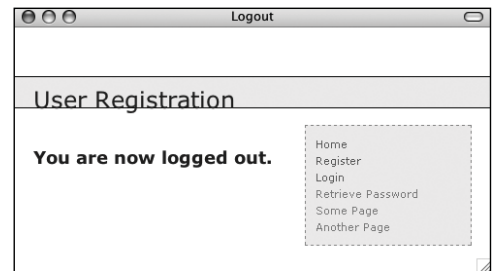 Logout
User Registration
You are now logged out.
Home
Register
Login
Retrieve Password
Some Page
Another Page